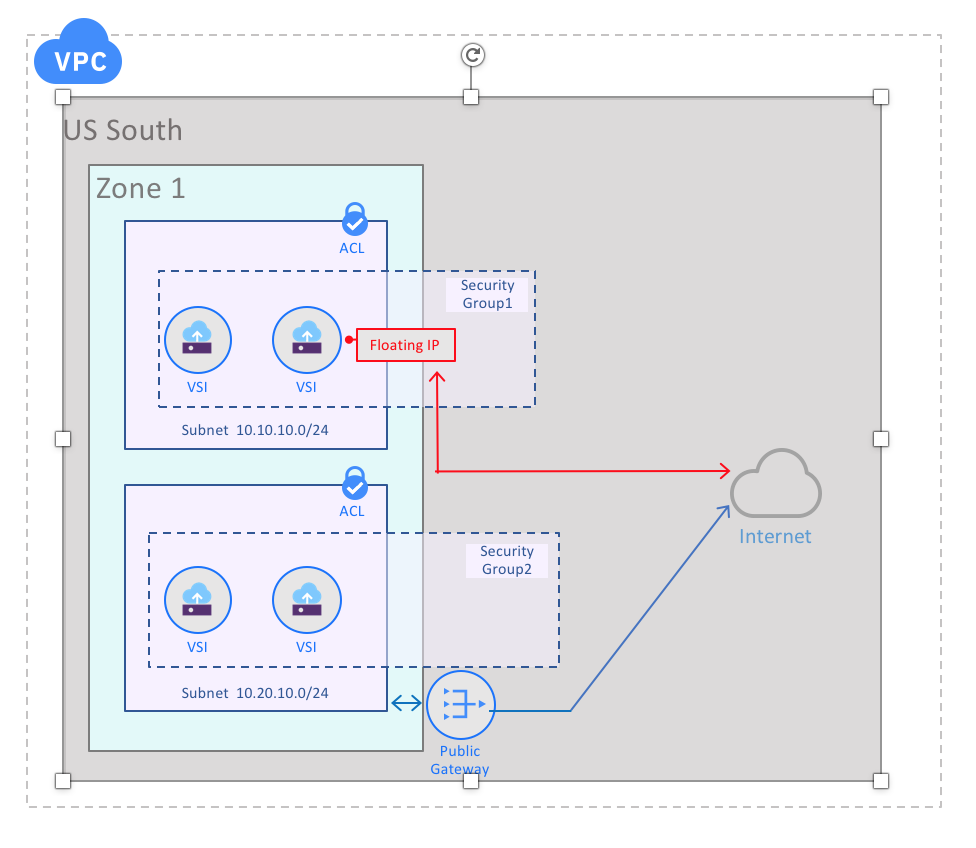 VPC
US South
Zone 1
ACL
Security
Group1
Floating IP
VSI
VSI
Subnet 10.10.10.0/24
ACL
Internet
Security
Group2
VSI
VSI
Subnet 10.20.10.0/24
Public
Gateway